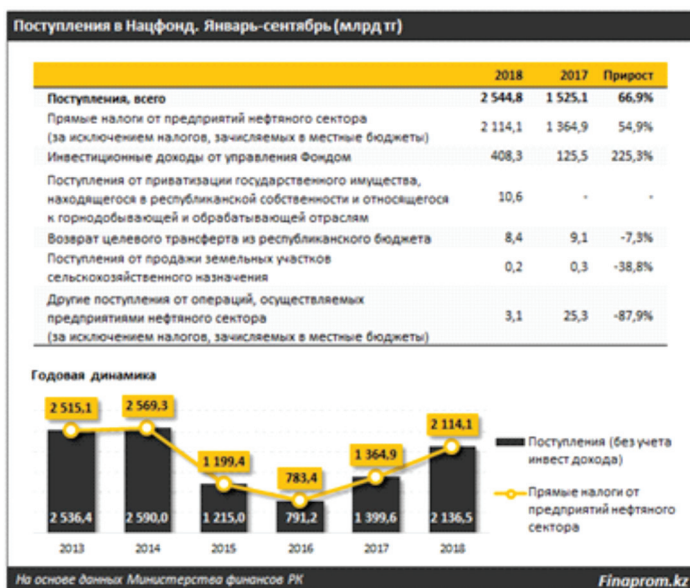 Поступления в Нацфонд. Январь-сентябрь (млрд тг)
2018 2017 Прирост
Поступления, всего 2 544,8 1 525,1 66,9%
Прямые налоги от предприятий нефтяного сектора
(за исключением налогов, зачисляемых в местные бюджеты) 2 114,1 1 364,9 54,9%
Инвестиционные доходы от управления Фондом 408,3 125,5 225,3%
Поступления от приватизации государственного имущества,
находящегося в республиканской собственности и относящегося 10,6 - -
к горнодобывающей и обрабатывающей отраслям
Возврат целевого трансферта из республиканского бюджета 8,4 9,1 -7,3%
Поступления от продажи земельных участков
сельскохозяйственного назначения 0,2 0,3 -38,8%
Другие поступления от операций, осуществляемых
предприятиями нефтяного сектора 3,1 25,3 -87,9%
(за исключением налогов, зачисляемых в местные бюджеты)
Годовая динамика
2 515,1 2 569,3 1 199,4 783,4 1 364,9 2 114,1
2 536,4 2 590,0 1 215,0 791,2 1 399,6 2 136,5
2013 2014 2015 2016 2017 2018
Поступления (без учета
инвест дохода)
Прямые налоги от
предприятий нефтяного
сектора
На основе данных Министерства финансов РК
Finprom.kz